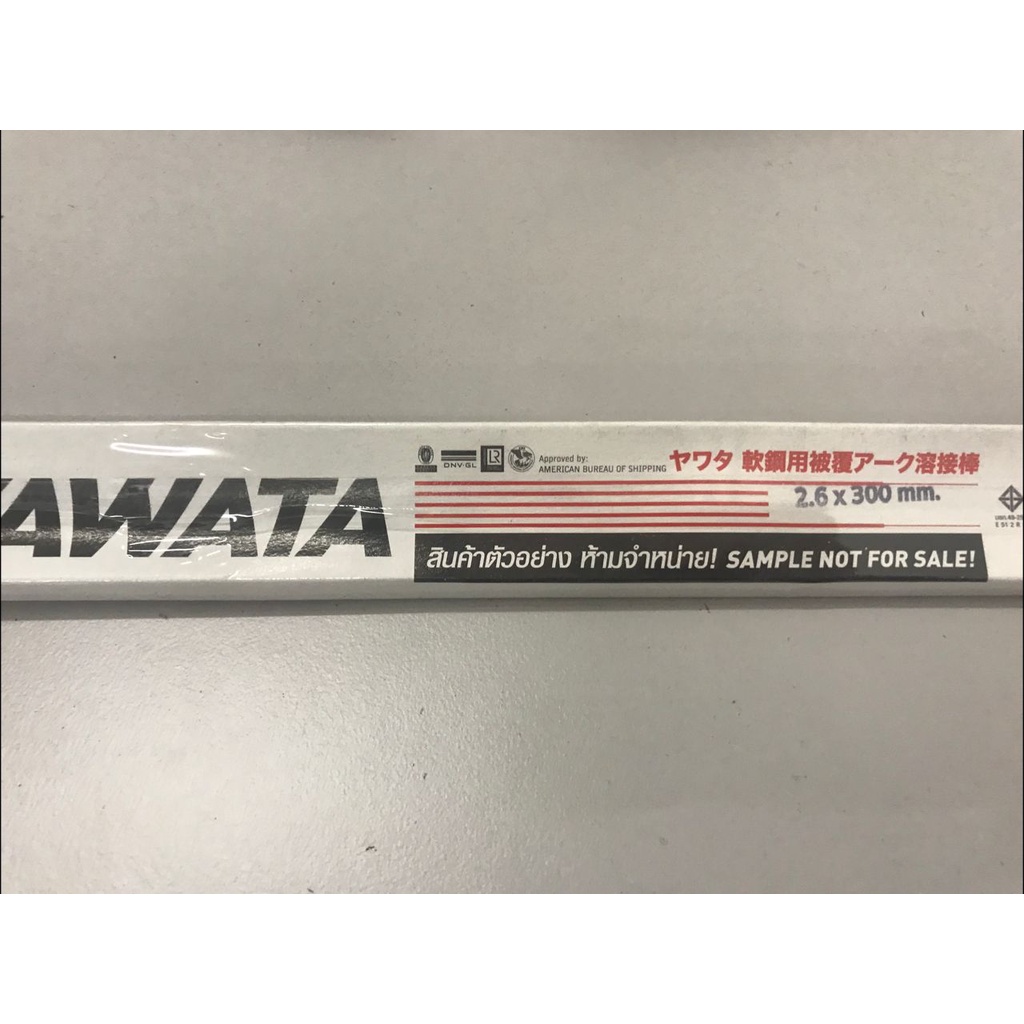 YAWATA
DNV·GL
LR
Approved by:
AMERICAN BUREAU OF SHIPPING
ヤワタ 軟鋼用被覆アーク溶接棒
2.6 x 300 mm.
สินค้าตัวอย่าง ห้ามจำหน่าย! SAMPLE NOT FOR SALE!